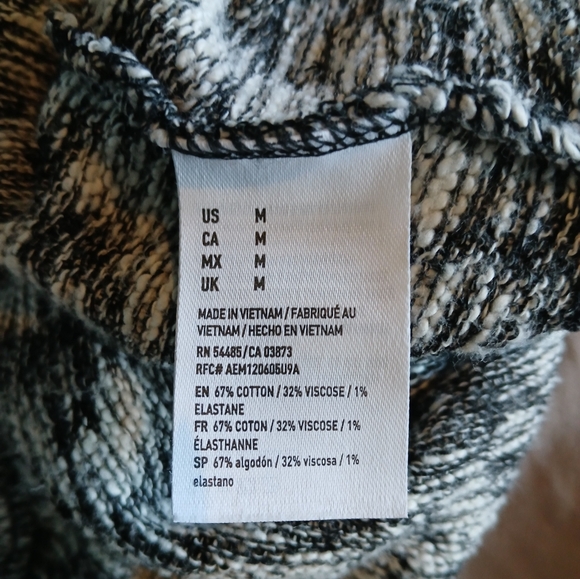 US M
CA M
MX M
UK M
MADE IN VIETNAM / FABRIQUÉ AU
VIETNAM / HECHO EN VIETNAM
RN 54485/CA 03873
RFC# AEM120605U9A
EN 67% COTTON / 32% VISCOSE / 1%
ELASTANE
FR 67% COTON / 32% VISCOSE / 1%
ÉLASTHANNE
SP 67% algodón / 32% viscosa / 1%
elastano